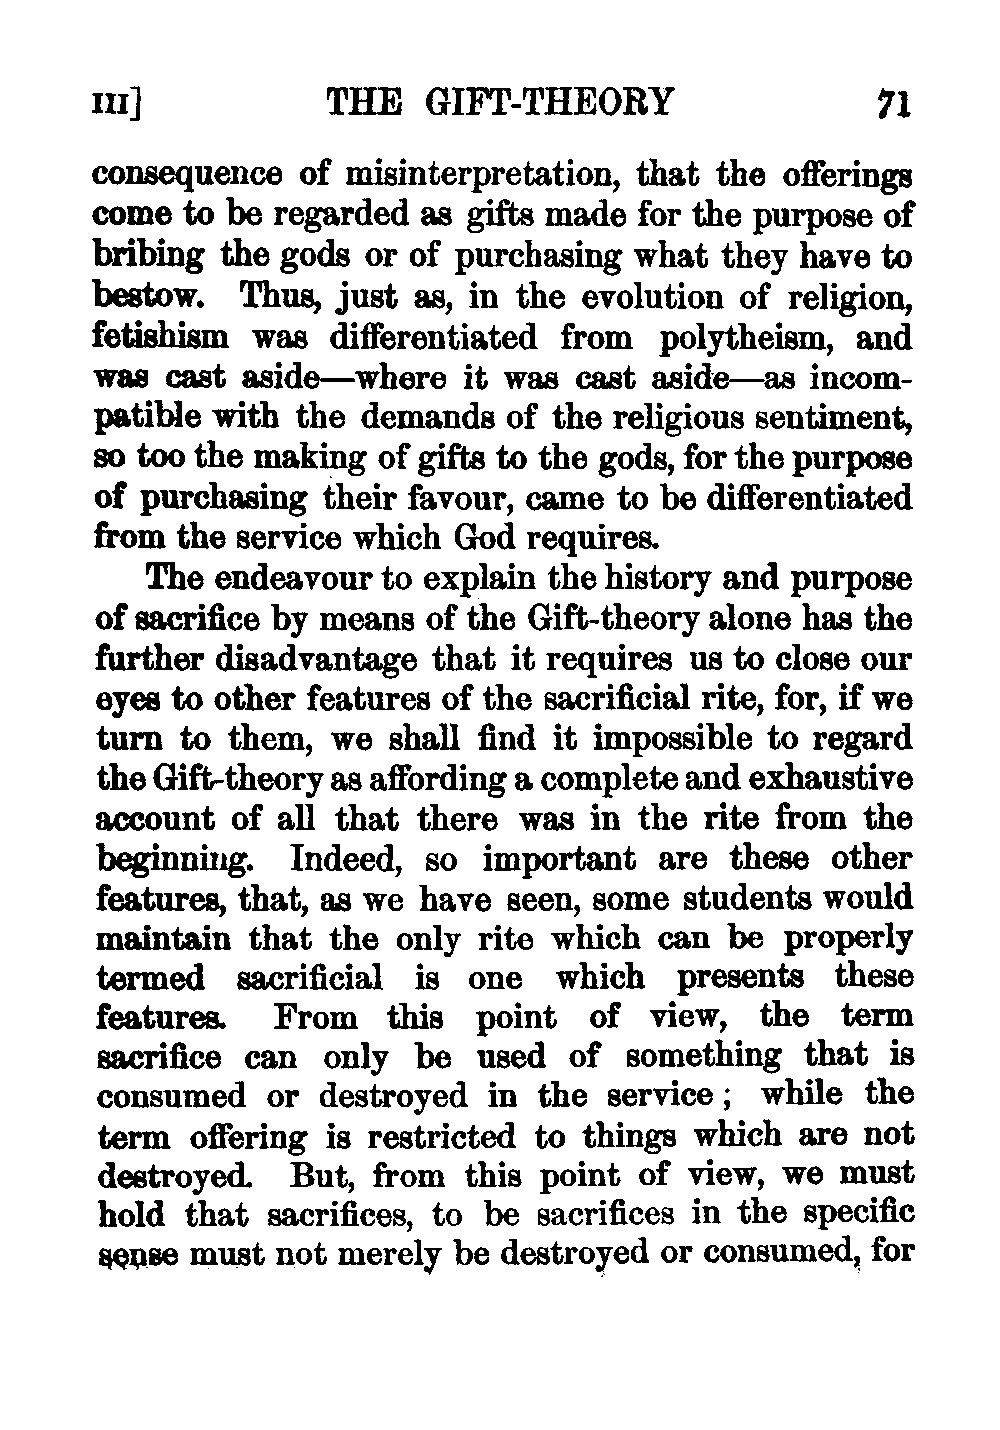 III] THE GIFT-THEORY 71
consequence of misinterpretation, that the offerings
come to be regarded as gifts made for the purpose of
bribing the gods or of purchasing what they have to
bestow. Thus, just as, in the evolution of religion,
fetishism was differentiated from polytheism, and
was cast aside—where it was cast aside—as incom-
patible with the demands of the religious sentiment,
so too the making of gifts to the gods, for the purpose
of purchasing their favour, came to be differentiated
from the service which God requires.
The endeavour to explain the history and purpose
of sacrifice by means of the Gift-theory alone has the
further disadvantage that it requires us to close our
eyes to other features of the sacrificial rite, for, if we
turn to them, we shall find it impossible to regard
the Gift-theory as affording a complete and exhaustive
account of all that there was in the rite from the
beginning. Indeed, so important are these other
features, that, as we have seen, some students would
maintain that the only rite which can be properly
termed sacrificial is one which presents these
features. From this point of view, the term
sacrifice can only be used of something that is
consumed or destroyed in the service; while the
term offering is restricted to things which are not
destroyed. But, from this point of view, we must
hold that sacrifices, to be sacrifices in the specific
sense must not merely be destroyed or consumed, for